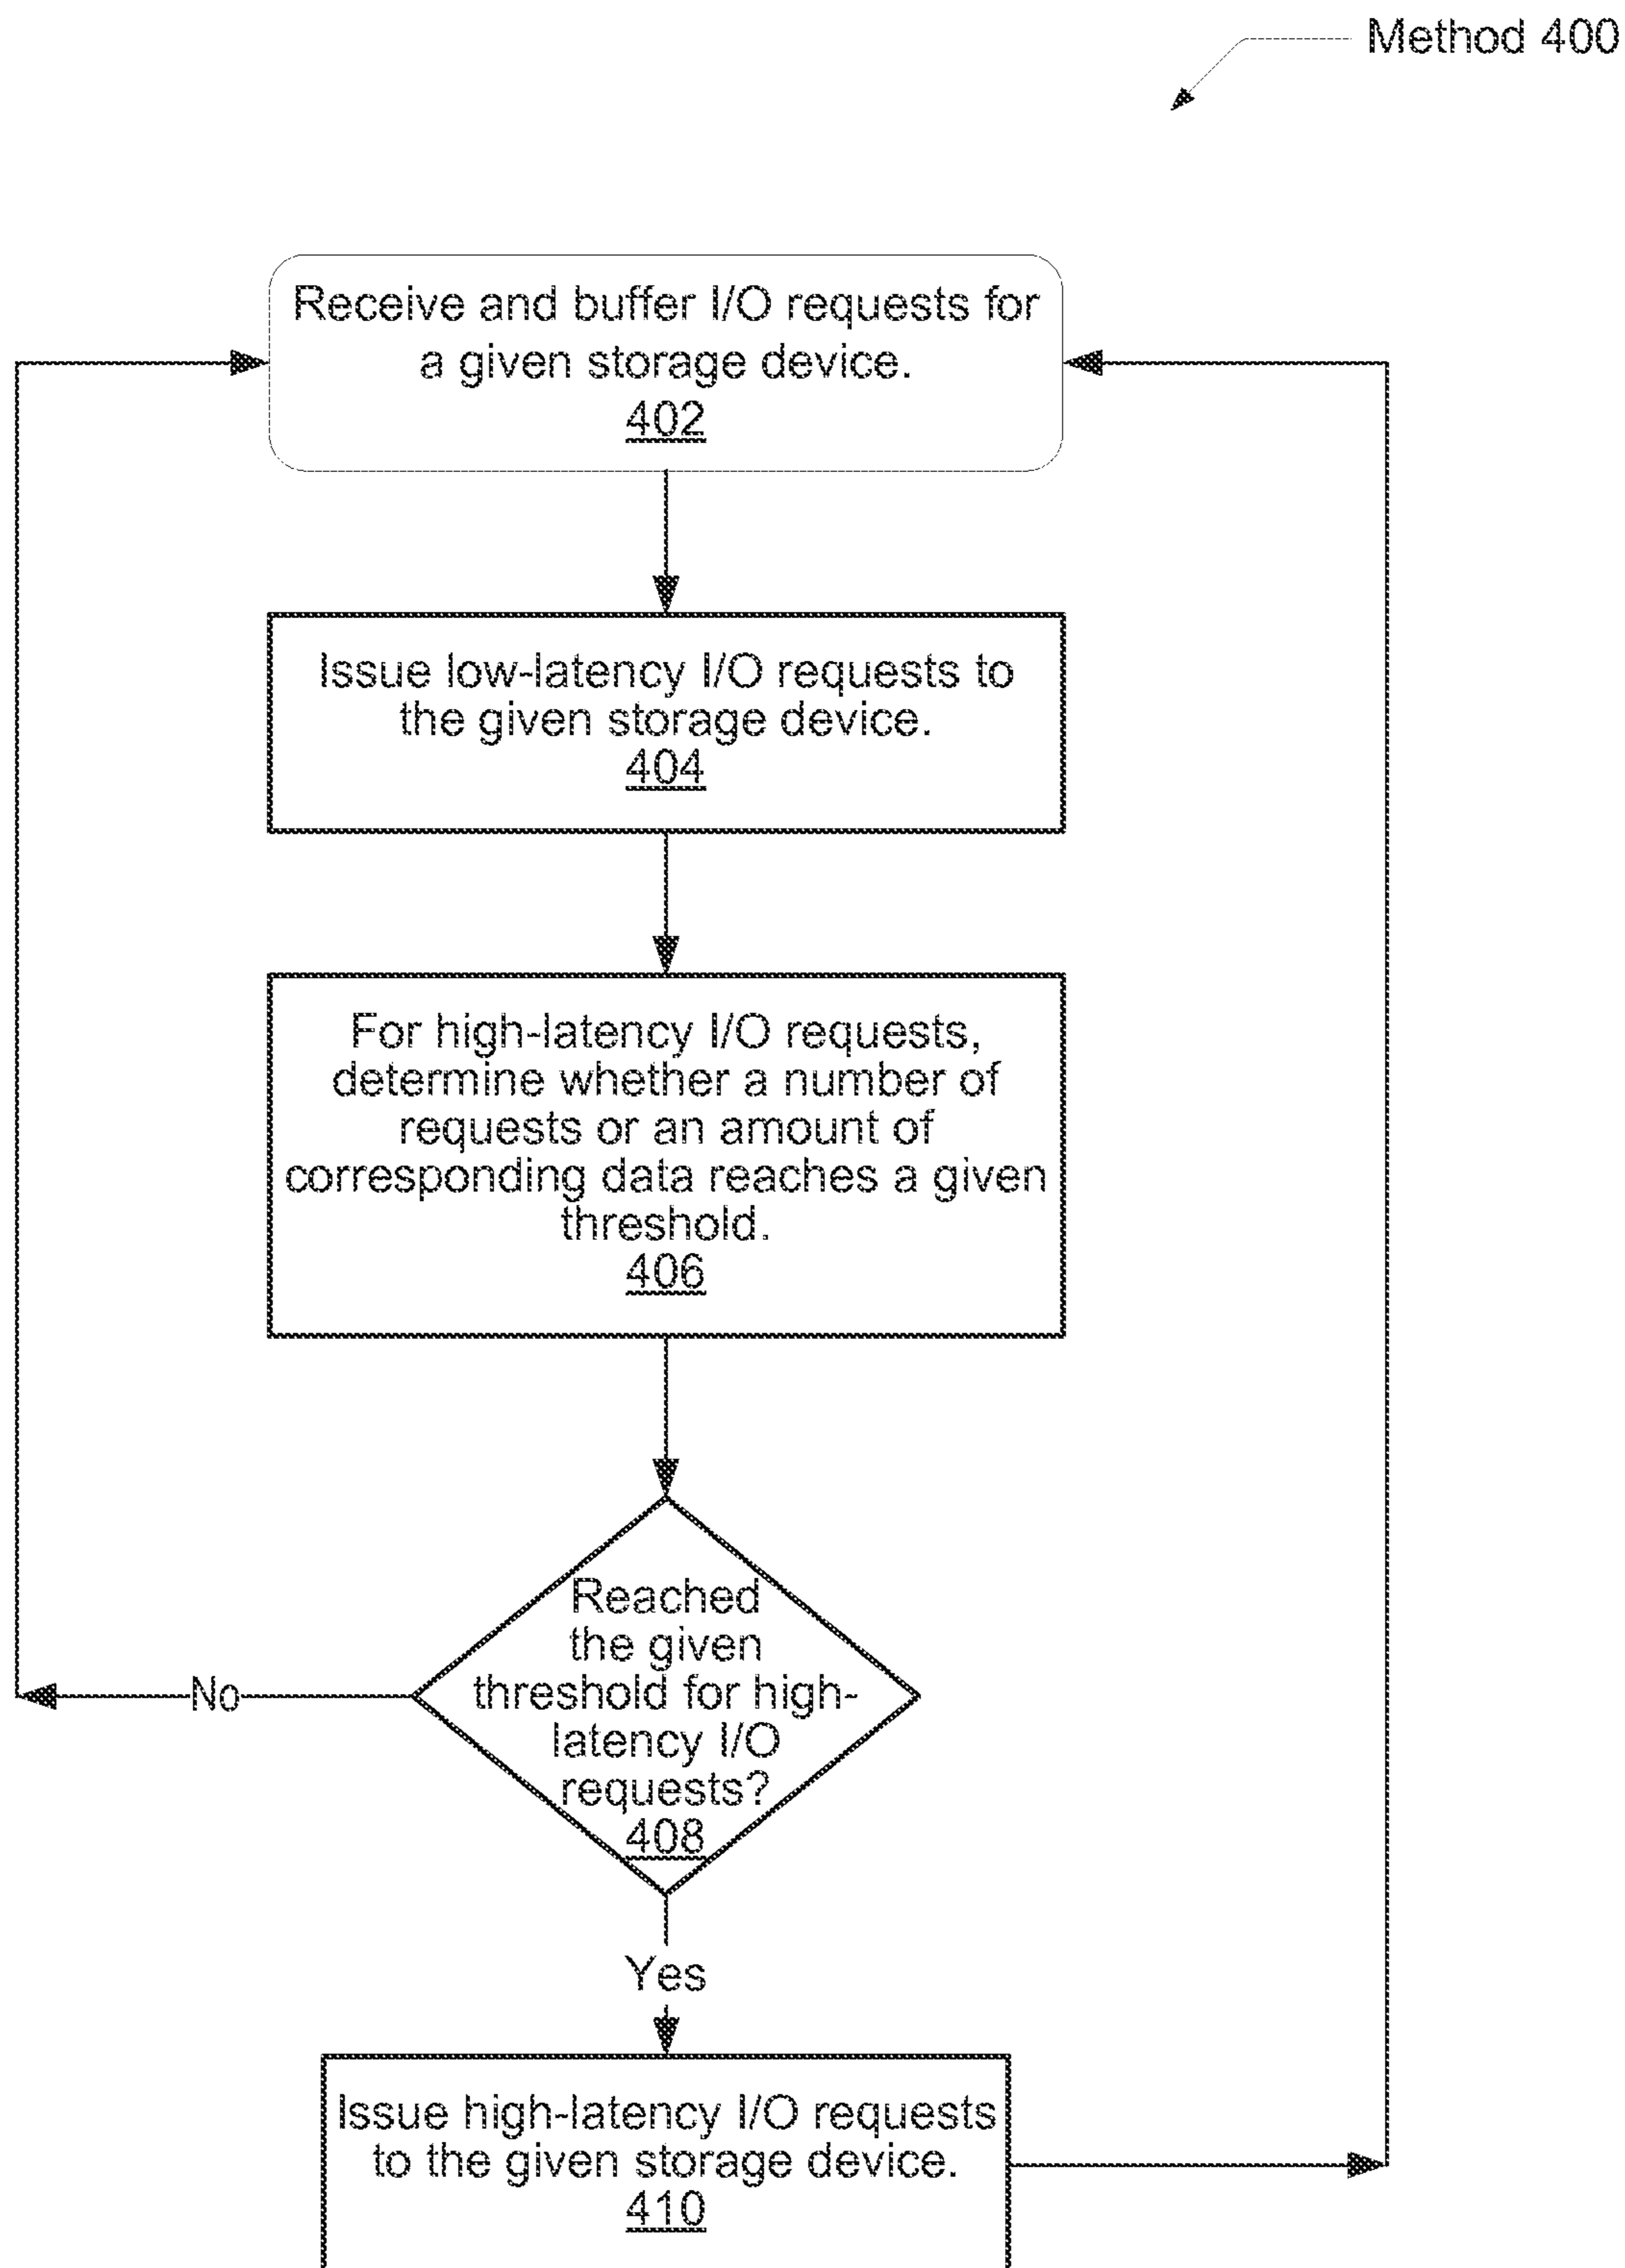 Method 400
Receive and buffer I/O requests for
a given storage device.
402
Issue low-latency I/O requests to
the given storage device.
404
For high-latency I/O requests,
determine whether a number of
requests or an amount of
corresponding data reaches a given
threshold.
406
Reached
the given
threshold for high-
latency I/O
requests?
408
No
Yes
Issue high-latency I/O requests
to the given storage device.
410